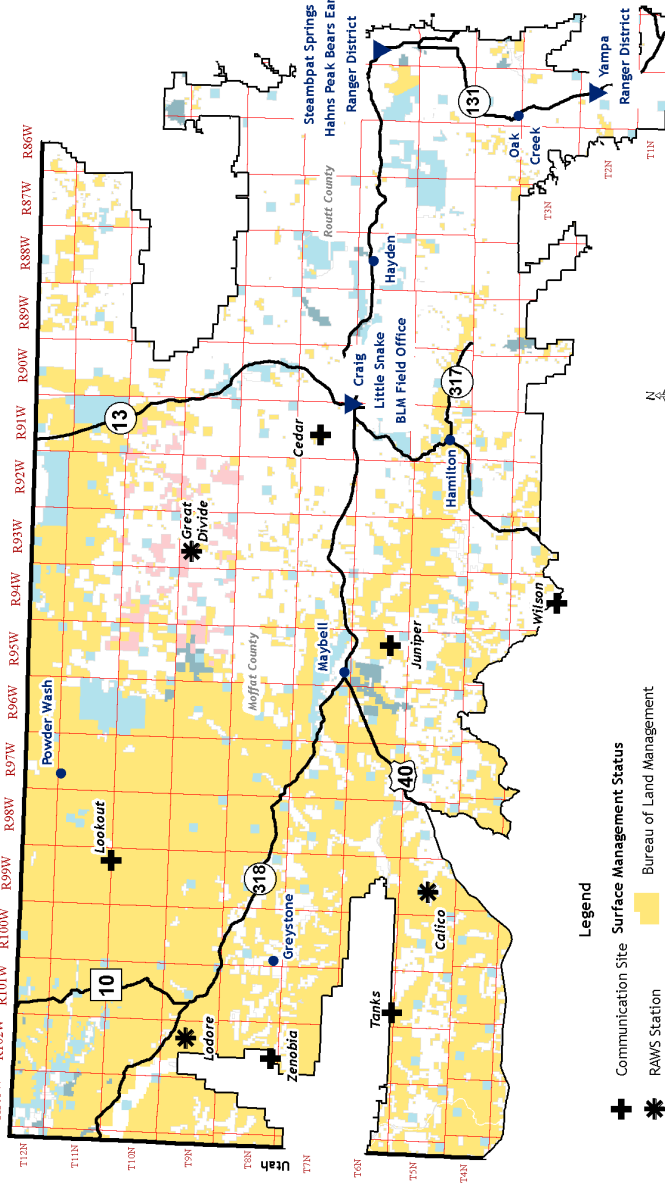 Steambpat Springs
Hahns Peak Bears Ear
Ranger District
131
Yampa
Ranger District
Oak
Creek
R86W
R87W
R88W
R89W
R90W
R91W
R92W
R93W
R94W
R95W
R96W
R97W
R98W
R99W
R100W
R101W
R102W
Routt County
Hayden
T3N
T2N
T1N
Craig
Little Snake
BLM Field Office
13
317
N
Cedar
Hamilton
Great
Divide
Wilson
Juniper
Moffat County
Maybell
Powder Wash
40
Lookout
318
Calico
Greystone
10
Tanks
Lodore
Zenobia
Utah
T12N
T11N
T10N
T9N
T8N
T7N
T6N
T5N
T4N
Legend
Communication Site
RAWS Station
Surface Management Status
Bureau of Land Management